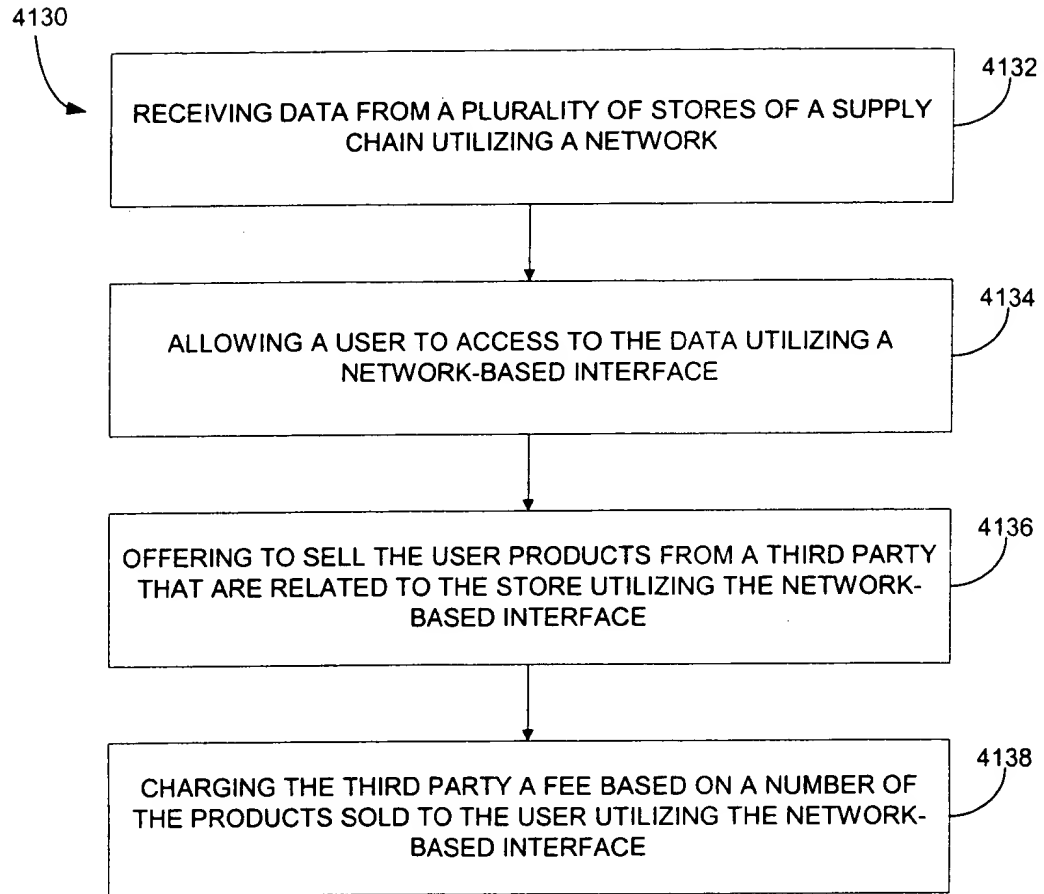 4130
4132
RECEIVING DATA FROM A PLURALITY OF STORES OF A SUPPLY
CHAIN UTILIZING A NETWORK
4134
ALLOWING A USER TO ACCESS TO THE DATA UTILIZING A
NETWORK-BASED INTERFACE
4136
OFFERING TO SELL THE USER PRODUCTS FROM A THIRD PARTY
THAT ARE RELATED TO THE STORE UTILIZING THE NETWORK-
BASED INTERFACE
4138
CHARGING THE THIRD PARTY A FEE BASED ON A NUMBER OF
THE PRODUCTS SOLD TO THE USER UTILIZING THE NETWORK-
BASED INTERFACE